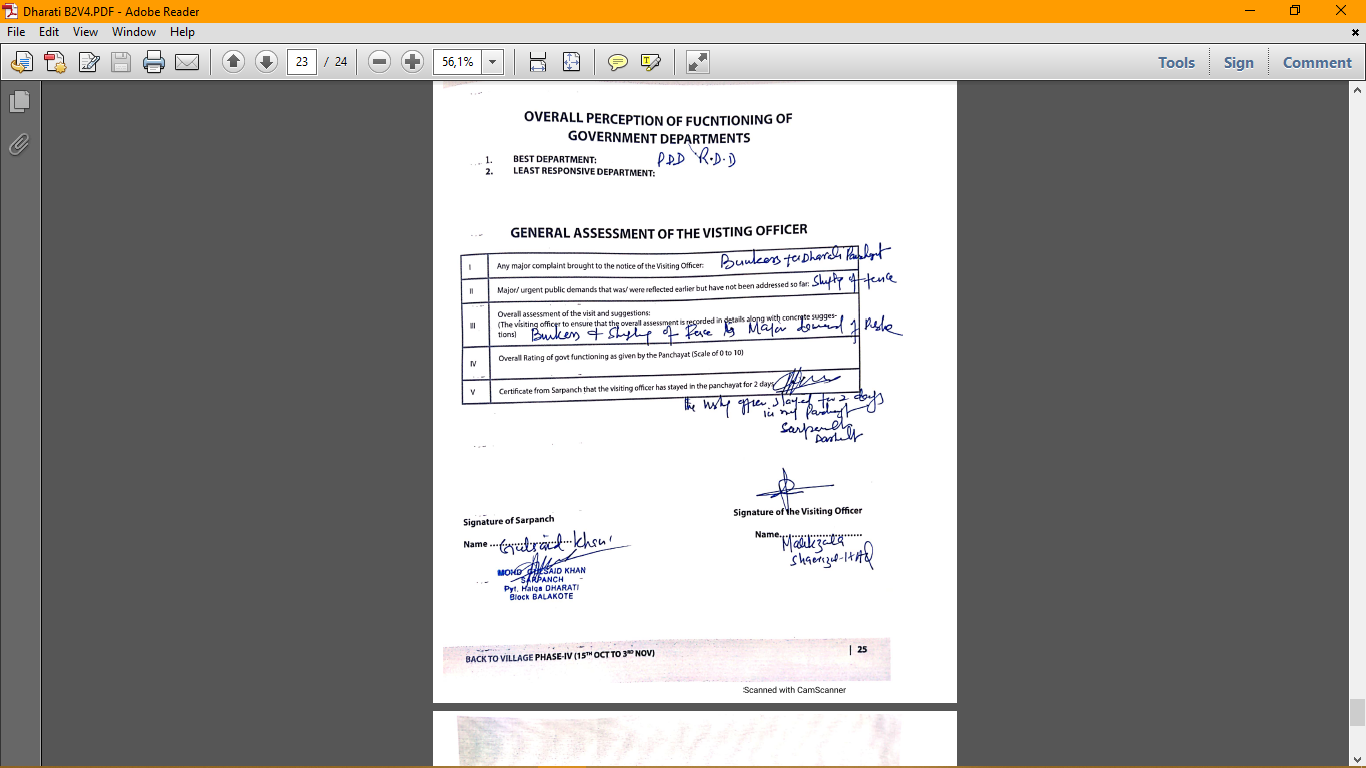 Dharati B2V4.PDF - Adobe Reader
File Edit View Window Help
23 / 24 56,1% Tools Sign Comment
OVERALL PERCEPTION OF FUCNTIONING OF
GOVERNMENT DEPARTMENTS
1. BEST DEPARTMENT: PDD R.D.D
2. LEAST RESPONSIVE DEPARTMENT:
GENERAL ASSESSMENT OF THE VISTING OFFICER
I Any major complaint brought to the notice of the Visiting Officer: Bunkers Dharati Panchayt
II Major/ urgent public demands that was/ were reflected earlier but have not been addressed so far: of fence
III Overall assessment of the visit and suggestions:
(The visiting officer to ensure that the overall assessment is recorded in details along with concrete sugges-
tions) Bunkers & of Major demand of
IV Overall Rating of govt functioning as given by the Panchayat (Scale of 0 to 10)
V Certificate from Sarpanch that the visiting officer has stayed in the panchayat for 2 days
the officer stayed for 2 days
in my
Sarpanch
Signature of Sarpanch
Name Gulsaid Khan
MOHD GULSAID KHAN
SARPANCH
Pyt. Halqa DHARATI
Block BALAKOTE
Signature of the Visiting Officer
Name
BACK TO VILLAGE PHASE-IV (15TH OCT TO 3RD NOV) | 25
Scanned with CamScanner